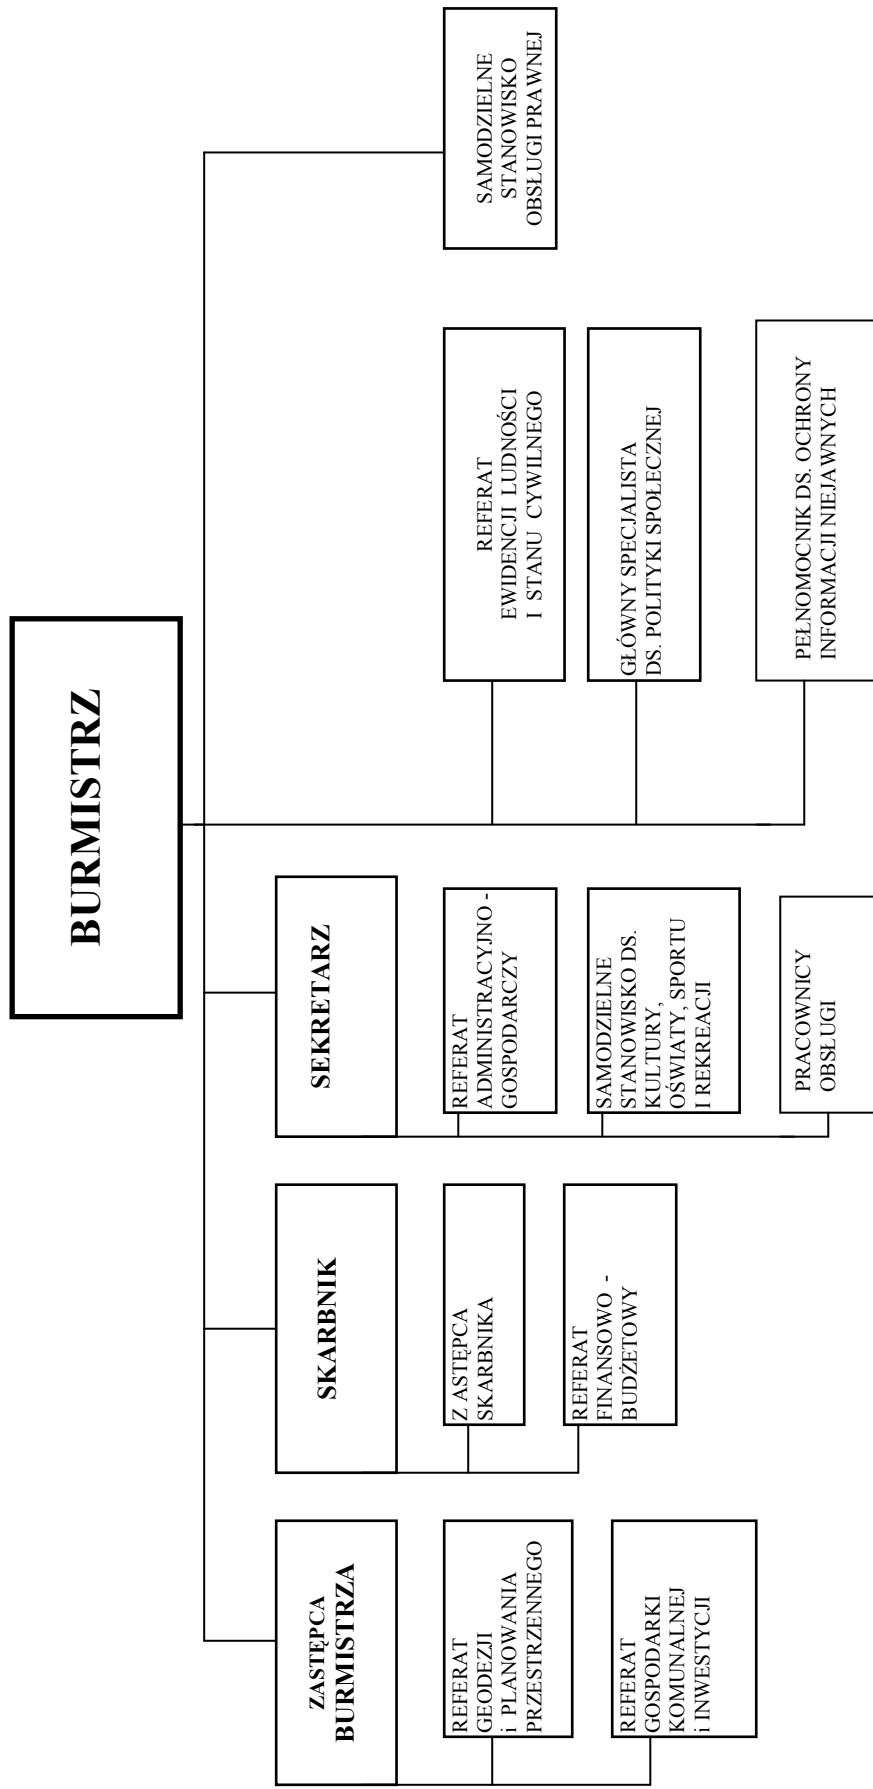 BURMISTRZ
ZASTĘPCA
BURMISTRZA
SKARBNIK
SEKRETARZ
REFERAT
GEODEZJI
i PLANOWANIA
PRZESTRZENNEGO
REFERAT
GOSPODARKI
KOMUNALNEJ
i INWESTYCJI
Z ASTĘPCA
SKARBNIKA
REFERAT
FINANSOWO -
BUDŻETOWY
REFERAT
ADMINISTRACYJNO -
GOSPODARCZY
SAMODZIELNE
STANOWISKO DS.
KULTURY,
OŚWIATY, SPORTU
I REKREACJI
PRACOWNICY
OBSŁUGI
REFERAT
EWIDENCJI LUDNOŚCI
I STANU CYWILNEGO
GŁÓWNY SPECJALISTA
DS. POLITYKI SPOŁECZNEJ
PEŁNOMOCNIK DS. OCHRONY
INFORMACJI NIEJAWNYCH
SAMODZIELNE
STANOWISKO
OBSŁUGI PRAWNEJ